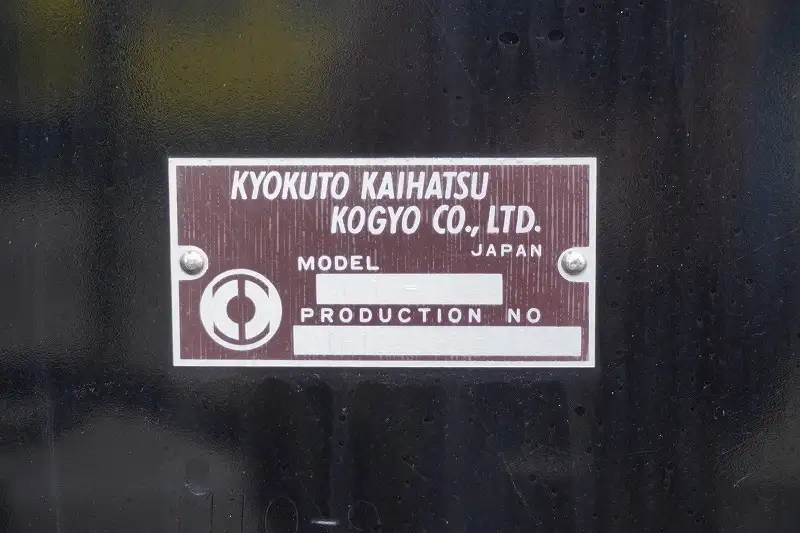 KYOKUTO KAIHATSU
KOGYO CO., LTD.
JAPAN
MODEL
PRODUCTION NO